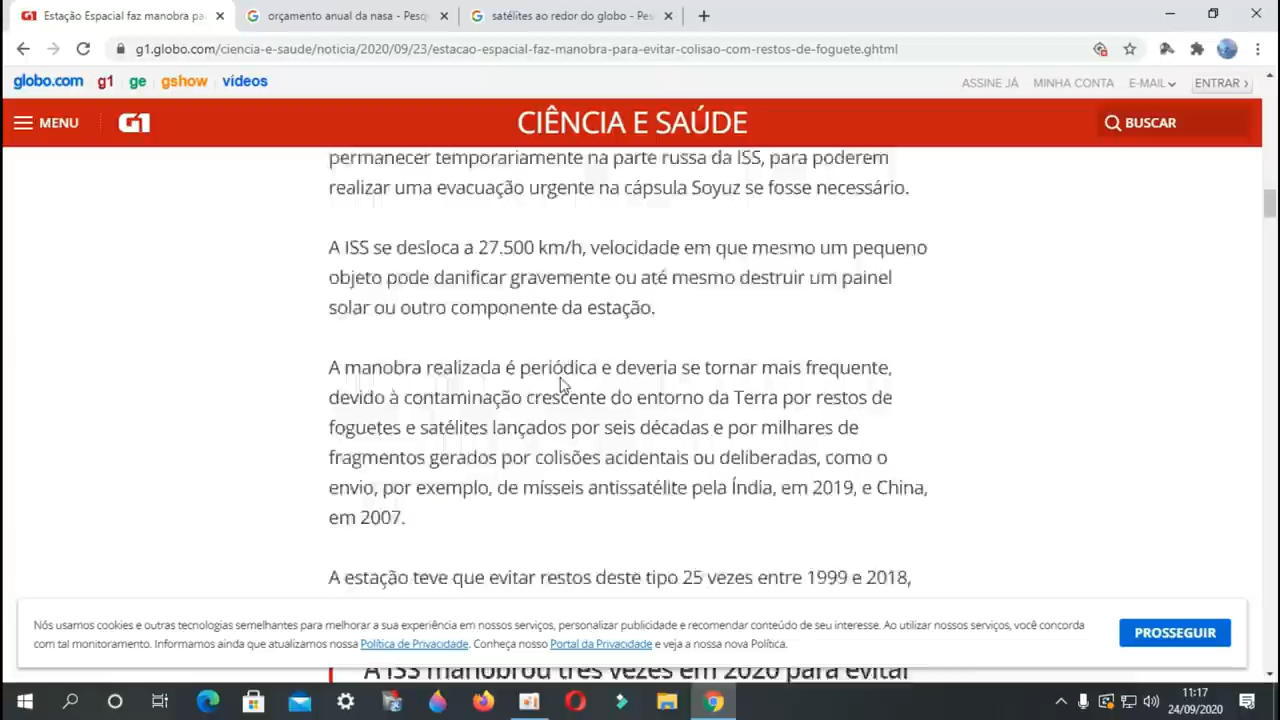 Estação Espacial faz manobra pa
orçamento anual da nasa - Pesq
satélites ao redor do globo - Pes
g1.globo.com/ciencia-e-saude/noticia/2020/09/23/estacao-espacial-faz-manobra-para-evitar-colisao-com-restos-de-foguete.ghtml
globo.com g1 ge gshow vídeos
ASSINE JÁ MINHA CONTA E-MAIL ENTRAR ›
MENU G1 CIÊNCIA E SAÚDE BUSCAR
permanecer temporariamente na parte russa da ISS, para poderem
realizar uma evacuação urgente na cápsula Soyuz se fosse necessário.
A ISS se desloca a 27.500 km/h, velocidade em que mesmo um pequeno
objeto pode danificar gravemente ou até mesmo destruir um painel
solar ou outro componente da estação.
A manobra realizada é periódica e deveria se tornar mais frequente,
devido à contaminação crescente do entorno da Terra por restos de
foguetes e satélites lançados por seis décadas e por milhares de
fragmentos gerados por colisões acidentais ou deliberadas, como o
envio, por exemplo, de mísseis antissatélite pela Índia, em 2019, e China,
em 2007.
A estação teve que evitar restos deste tipo 25 vezes entre 1999 e 2018,
Nós usamos cookies e outras tecnologias semelhantes para melhorar a sua experiência em nossos serviços, personalizar publicidade e recomendar conteúdo de seu interesse. Ao utilizar nossos serviços, você concorda
com tal monitoramento. Informamos ainda que atualizamos nossa Política de Privacidade. Conheça nosso Portal da Privacidade e veja a nossa nova Política.
PROSSEGUIR
A ISS manobrou três vezes em 2020 para evitar
11:17
24/09/2020